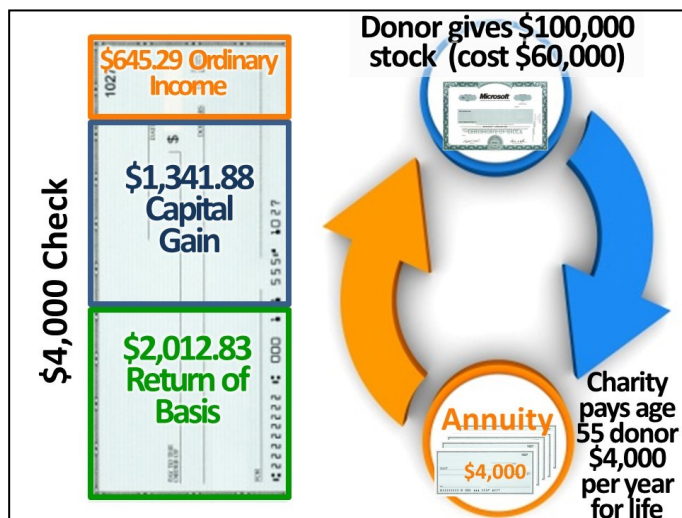 $4,000 Check
$645.29 Ordinary
Income
1027
$1,341.88
Capital
Gain
$
$2,012.83
Return of
Basis
Donor gives $100,000
stock (cost $60,000)
Microsoft
Annuity
$4,000
Charity
pays age
55 donor
$4,000
per year
for life